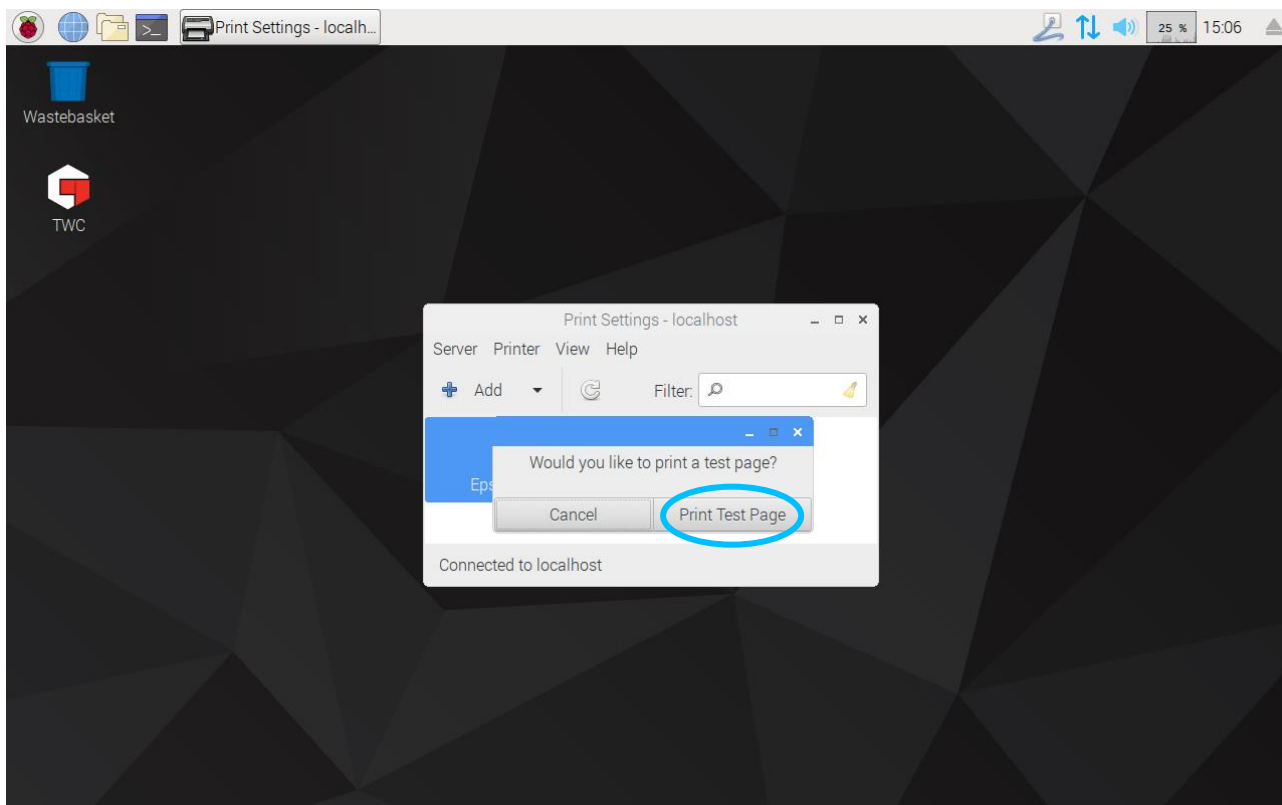 Print Settings - localh...
25 % 15:06
Wastebasket
TWC
Print Settings - localhost
Server Printer View Help
Add Filter:
Would you like to print a test page?
Eps
Cancel Print Test Page
Connected to localhost